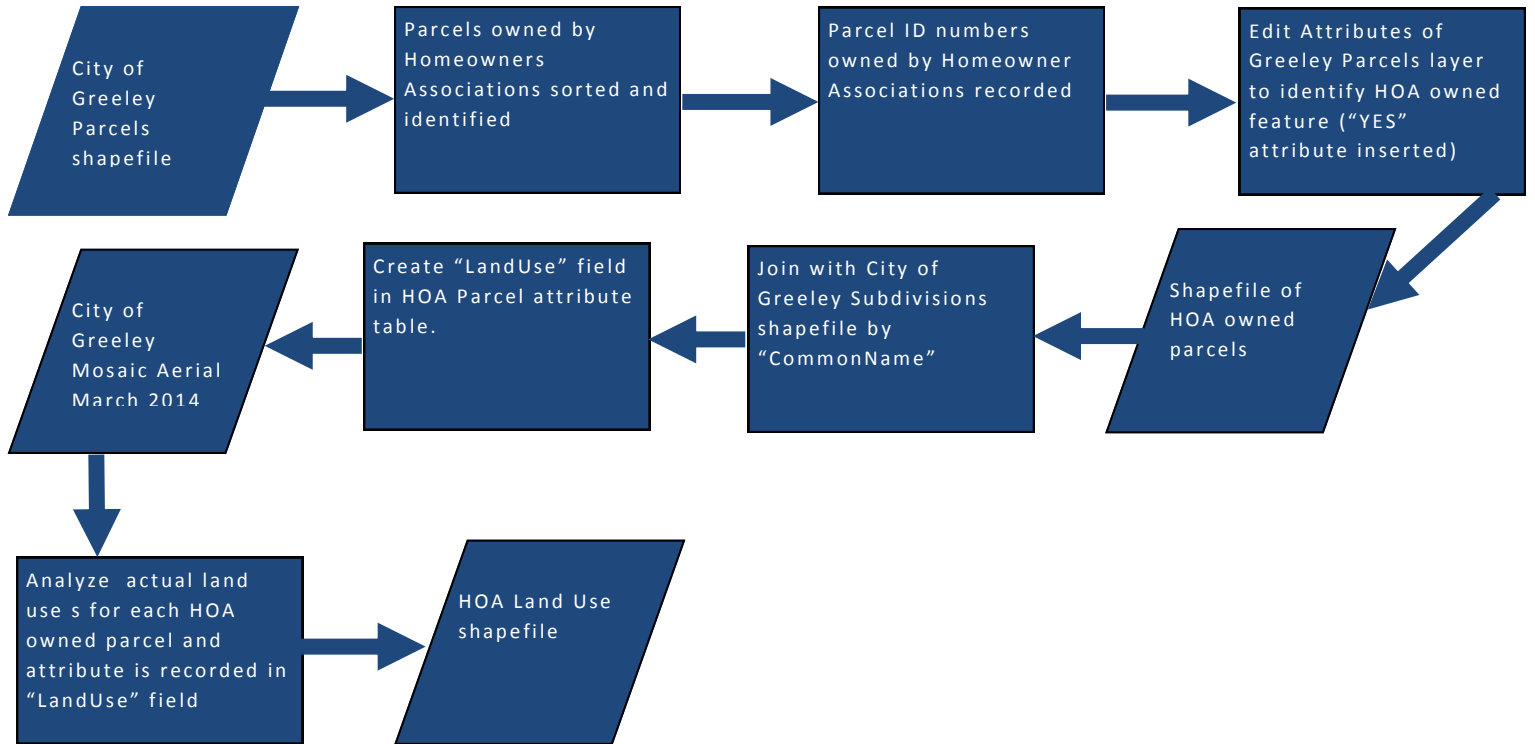 City of
Greeley
Parcels
shapefile
Parcels owned by
Homeowners
Associations sorted and
identified
Parcel ID numbers
owned by Homeowner
Associations recorded
Edit Attributes of
Greeley Parcels layer
to identify HOA owned
feature (“YES”
attribute inserted)
Shapefile of
HOA owned
parcels
Join with City of
Greeley Subdivisions
shapefile by
“CommonName”
Create “LandUse” field
in HOA Parcel attribute
table.
City of
Greeley
Mosaic Aerial
March 2014
Analyze actual land
use s for each HOA
owned parcel and
attribute is recorded in
“LandUse” field
HOA Land Use
shapefile